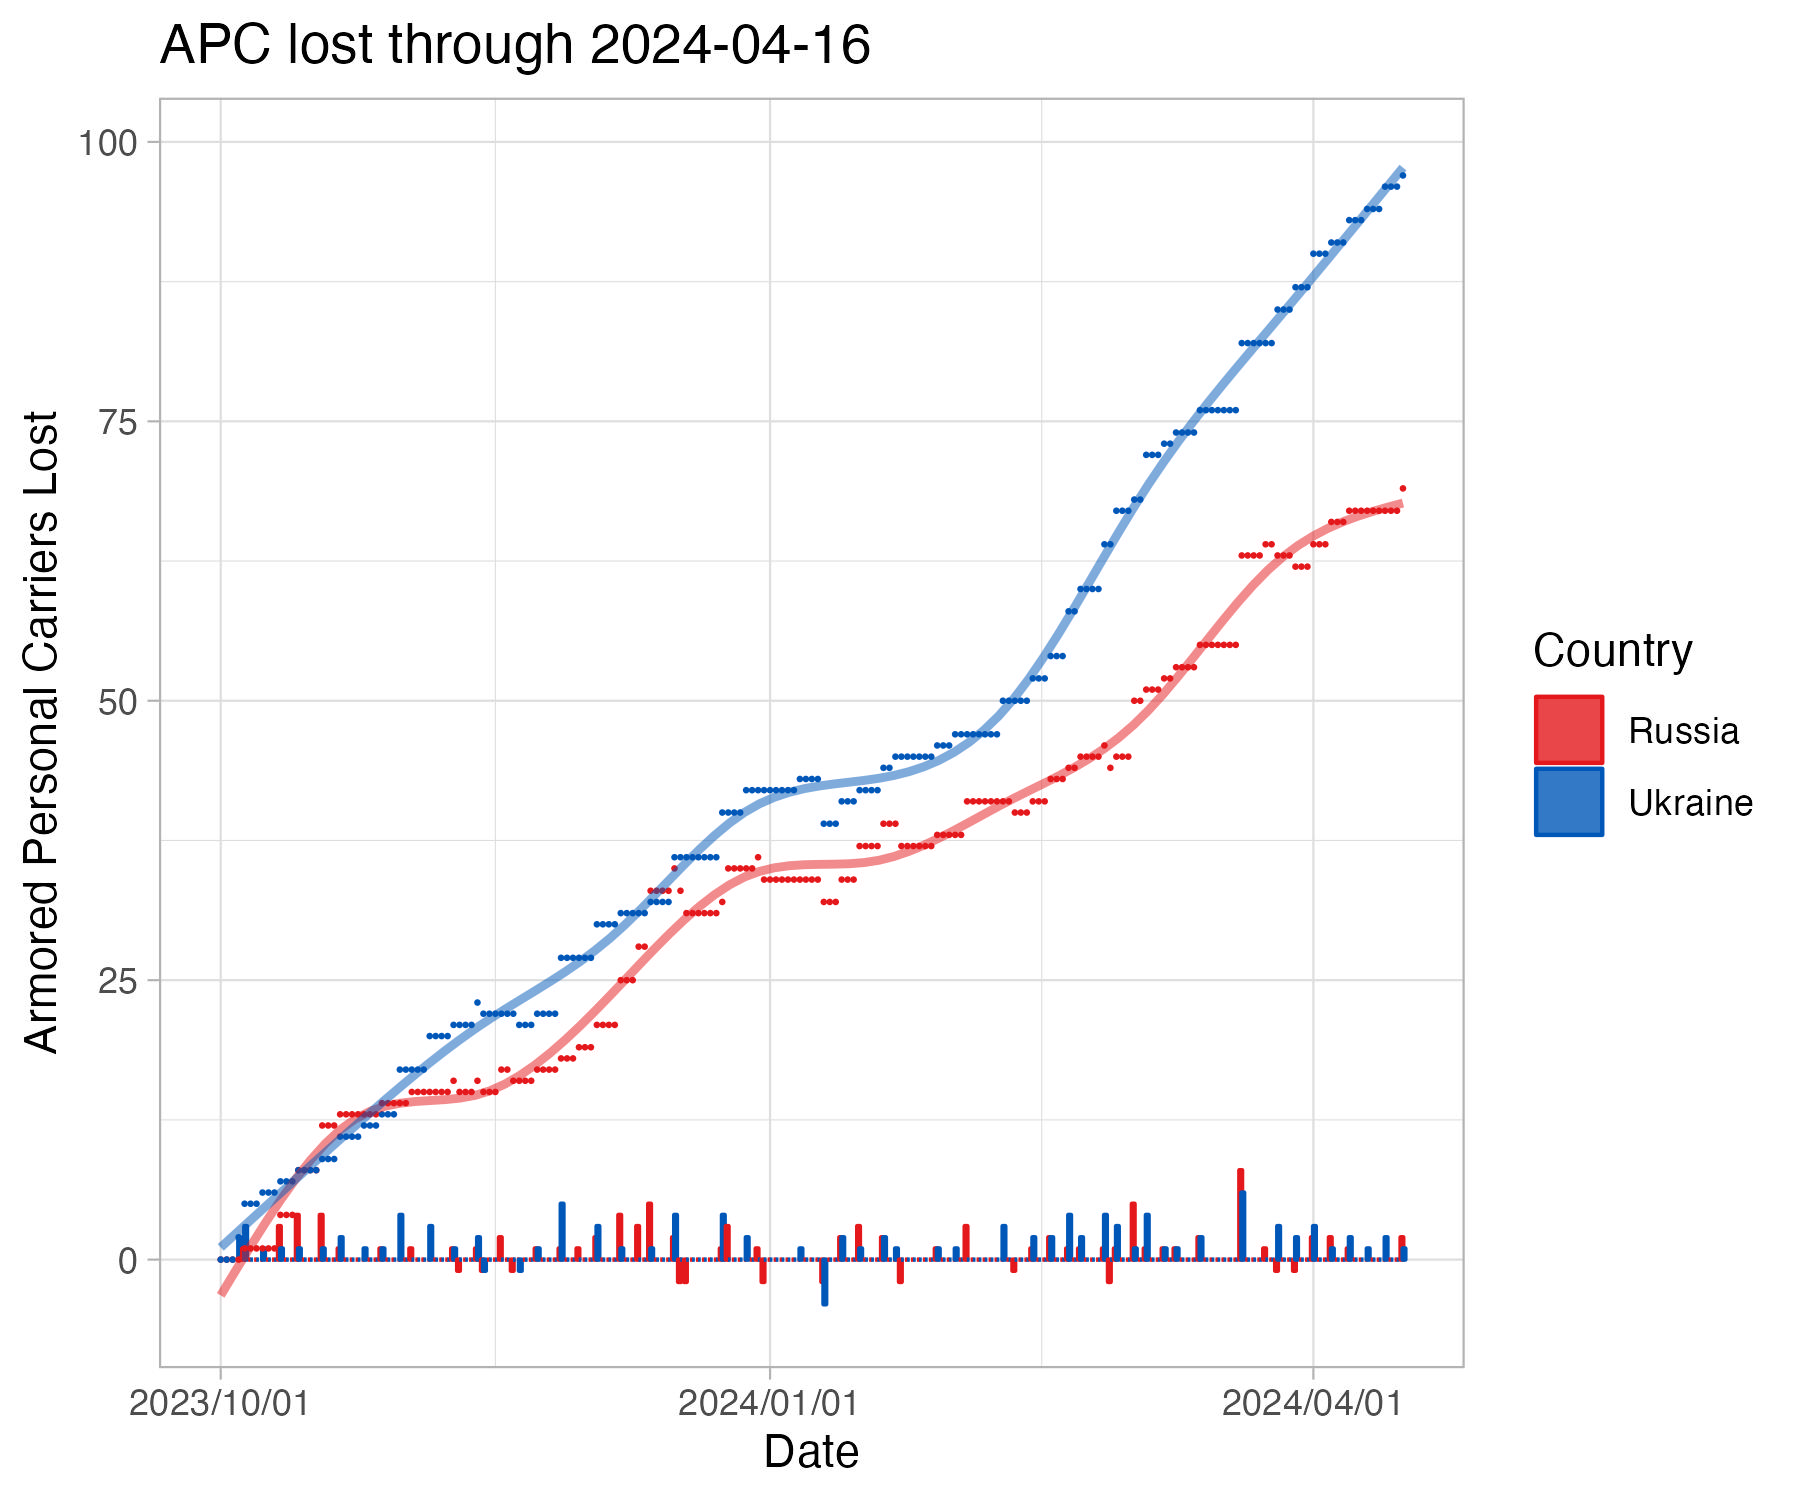 APC lost through 2024-04-16
Armored Personal Carriers Lost
100
75
50
25
0
2023/10/01
2024/01/01
2024/04/01
Date
Country
Russia
Ukraine